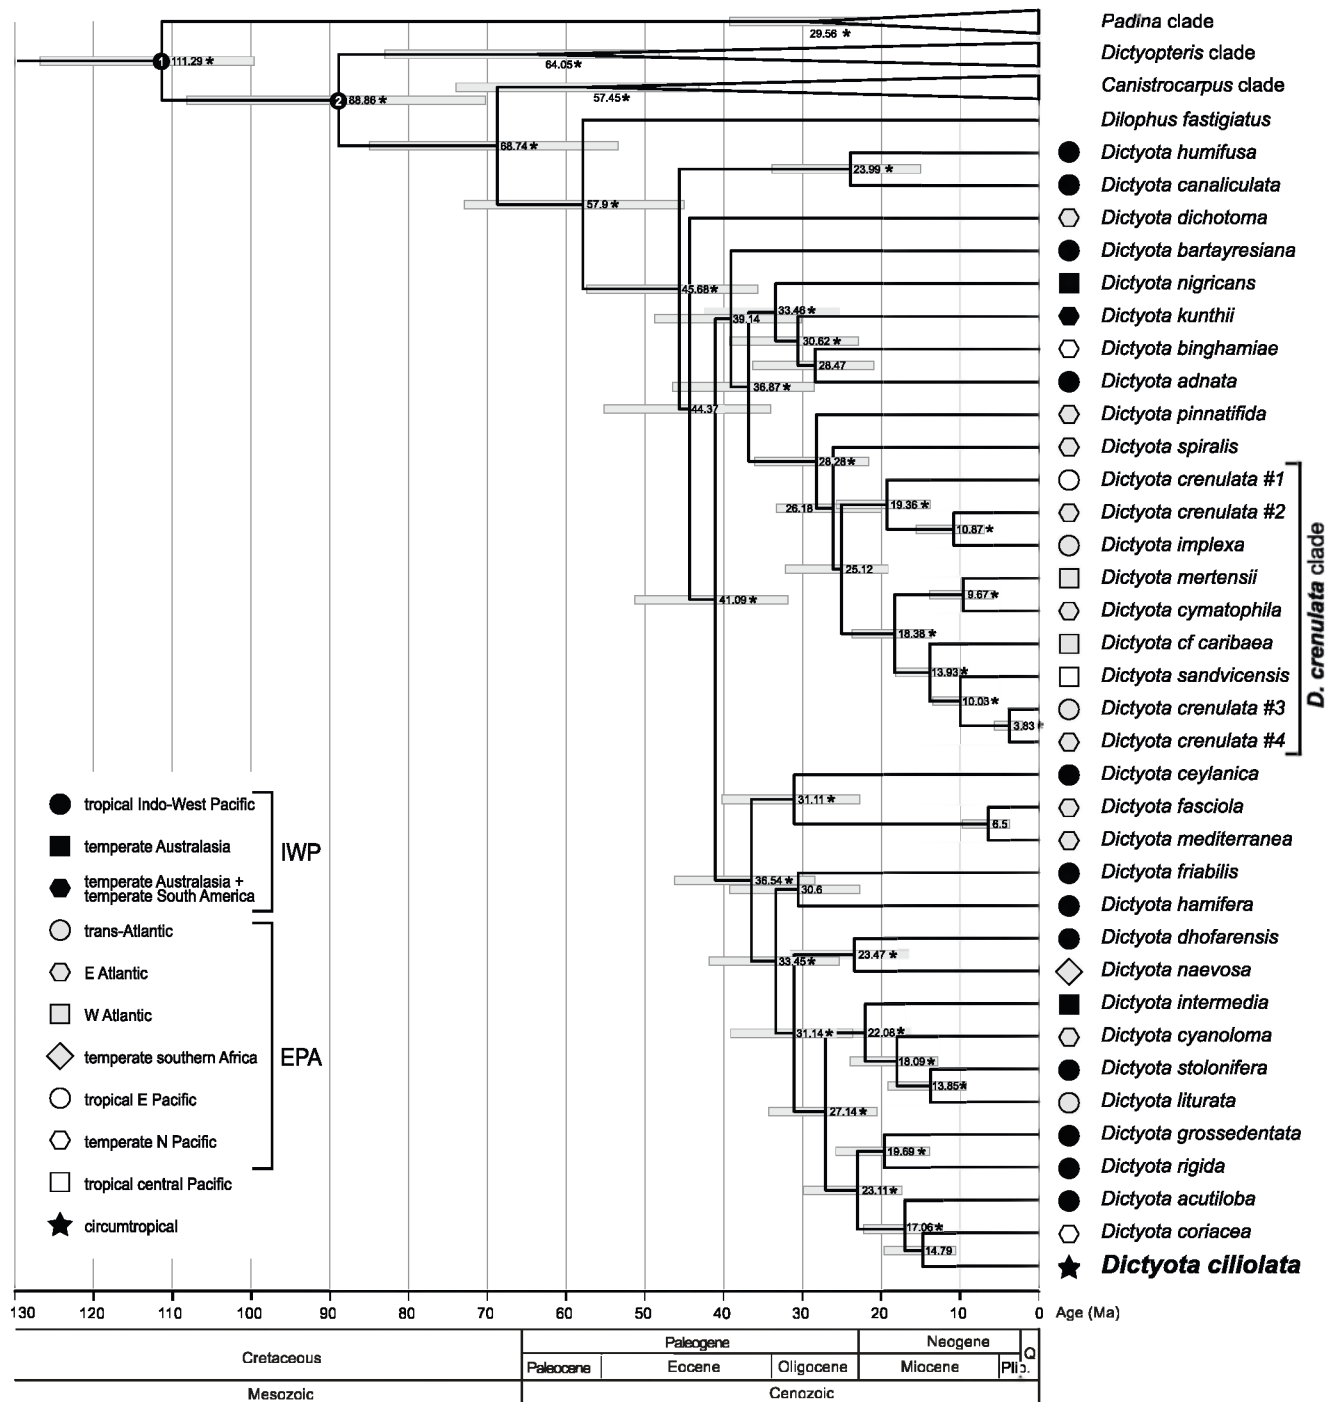 Padina clade
29.56 *
Dictyopteris clade
1 111.29 *
64.05 *
Canistrocarpus clade
2 88.86 *
57.45 *
Dilophus fastigiatus
68.74 *
Dictyota humifusa
23.99 *
Dictyota canaliculata
57.9 *
Dictyota dichotoma
Dictyota bartayresiana
45.68 *
Dictyota nigricans
33.46 *
39.14
Dictyota kunthii
30.62 *
Dictyota binghamiae
28.47
Dictyota adnata
36.87 *
44.37
Dictyota pinnatifida
Dictyota spiralis
28.28 *
Dictyota crenulata #1
19.36 *
26.18
Dictyota crenulata #2
10.87 *
Dictyota implexa
25.12
Dictyota mertensii
9.67 *
41.09 *
Dictyota cymatophila
18.38 *
Dictyota cf caribaea
13.93 *
Dictyota sandvicensis
10.03 *
Dictyota crenulata #3
3.83 *
Dictyota crenulata #4
D. crenulata clade
Dictyota ceylanica
31.11 *
Dictyota fasciola
6.5
Dictyota mediterranea
Dictyota friabilis
36.54 *
30.6
Dictyota hamifera
Dictyota dhofarensis
23.47 *
33.45 *
Dictyota naevosa
Dictyota intermedia
31.14 *
22.08 *
Dictyota cyanoloma
18.09 *
Dictyota stolonifera
13.85 *
Dictyota liturata
27.14 *
Dictyota grossedentata
19.69 *
Dictyota rigida
23.11 *
Dictyota acutiloba
17.06 *
Dictyota coriacea
14.79
Dictyota ciliolata
tropical Indo-West Pacific
temperate Australasia
temperate Australasia +
temperate South America
IWP
trans-Atlantic
E Atlantic
W Atlantic
temperate southern Africa
tropical E Pacific
temperate N Pacific
EPA
tropical central Pacific
circumtropical
130 120 110 100 90 80 70 60 50 40 30 20 10 0 Age (Ma)
Cretaceous
Paleogene
Neogene
Q
Paleocene
Eocene
Oligocene
Miocene
Plio.
Mesozoic
Cenozoic